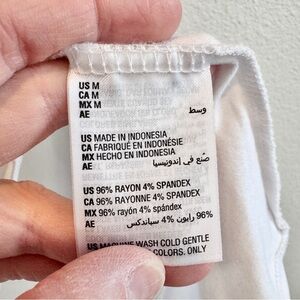 US M
CA M
MX M
AE وسط
US MADE IN INDONESIA
CA FABRIQUÉ EN INDONÉSIE
MX HECHO EN INDONESIA
AE صنع في إندونيسيا
US 96% RAYON 4% SPANDEX
CA 96% RAYONNE 4% SPANDEX
MX 96% rayón 4% spándex
AE 96% رايون 4% سباندكس
US MACHINE WASH COLD GENTLE
COLORS. ONLY